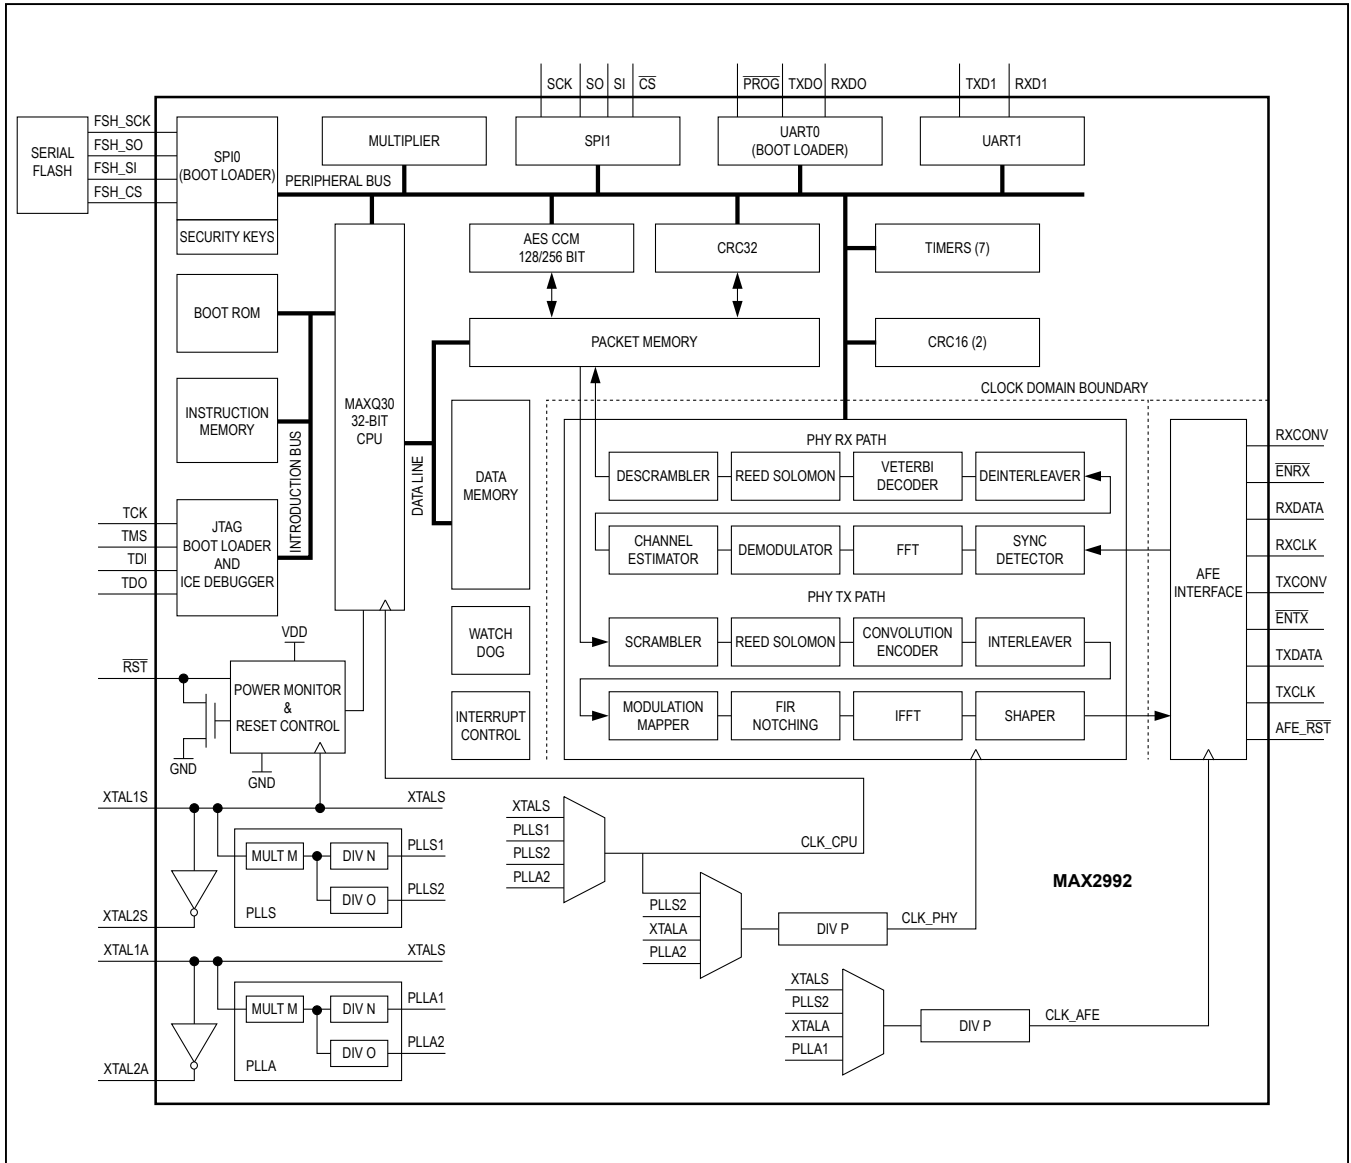 SCK SO SI CS PROG TXDO RXDO TXD1 RXD1
FSH_SCK
FSH_SO
FSH_SI
FSH_CS
SERIAL
FLASH
SPI0
(BOOT LOADER)
SECURITY KEYS
MULTIPLIER
SPI1
UART0
(BOOT LOADER)
UART1
PERIPHERAL BUS
AES CCM
128/256 BIT
CRC32
TIMERS (7)
BOOT ROM
PACKET MEMORY
CRC16 (2)
INSTRUCTION
MEMORY
INTRODUCTION BUS
MAXQ30
32-BIT
CPU
DATA LINE
DATA
MEMORY
CLOCK DOMAIN BOUNDARY
PHY RX PATH
DESCRAMBLER
REED SOLOMON
VETERBI
DECODER
DEINTERLEAVER
CHANNEL
ESTIMATOR
DEMODULATOR
FFT
SYNC
DETECTOR
PHY TX PATH
SCRAMBLER
REED SOLOMON
CONVOLUTION
ENCODER
INTERLEAVER
MODULATION
MAPPER
FIR
NOTCHING
IFFT
SHAPER
AFE
INTERFACE
RXCONV
ENRX
RXDATA
RXCLK
TXCONV
ENTX
TXDATA
TXCLK
AFE_RST
TCK
TMS
TDI
TDO
JTAG
BOOT LOADER
AND
ICE DEBUGGER
WATCH
DOG
INTERRUPT
CONTROL
VDD
RST
POWER MONITOR
&
RESET CONTROL
GND
GND
XTAL1S
XTALS
MULT M
DIV N
DIV O
PLLS1
PLLS2
PLLS
XTAL2S
XTAL1A
XTALS
MULT M
DIV N
DIV O
PLLA1
PLLA2
PLLA
XTAL2A
XTALS
PLLS1
PLLS2
PLLA2
CLK_CPU
PLLS2
XTALA
PLLA2
DIV P
CLK_PHY
MAX2992
XTALS
PLLS2
XTALA
PLLA1
DIV P
CLK_AFE